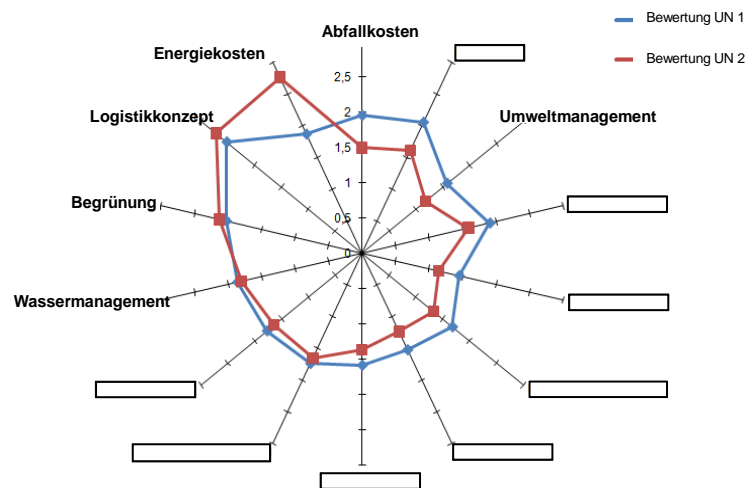 Bewertung UN 1
Abfallkosten
Energiekosten
Bewertung UN 2
2,5
Logistikkonzept
2
Umweltmanagement
1,5
1
Begrünung
0,5
0
Wassermanagement